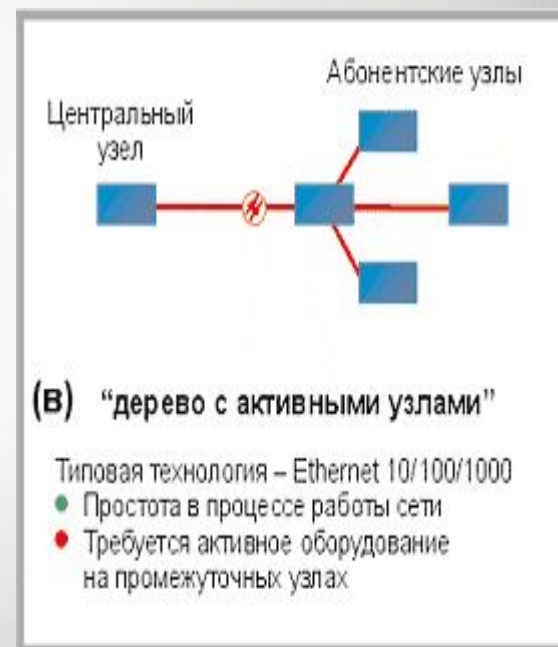 Абонентские узлы
Центральный
узел
(в) “дерево с активными узлами”
Типовая технология – Ethernet 10/100/1000
Простота в процессе работы сети
Требуется активное оборудование
на промежуточных узлах